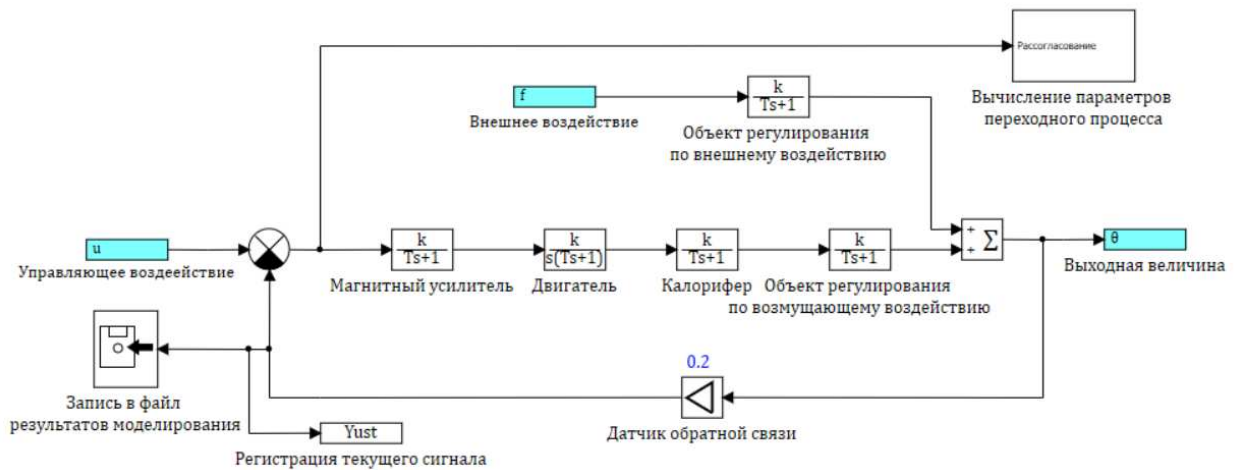 Рассогласование
Вычисление параметров
переходного процесса
f
Внешнее воздействие
k
Ts+1
Объект регулирования
по внешнему воздействию
u
Управляющее воздеействие
k
Ts+1
Магнитный усилитель
k
s(Ts+1)
Двигатель
k
Ts+1
Калорифер
k
Ts+1
Объект регулирования
по возмущающему воздействию
+
+
Σ
θ
Выходная величина
Запись в файл
результатов моделирования
Yust
Регистрация текущего сигнала
0.2
Датчик обратной связи